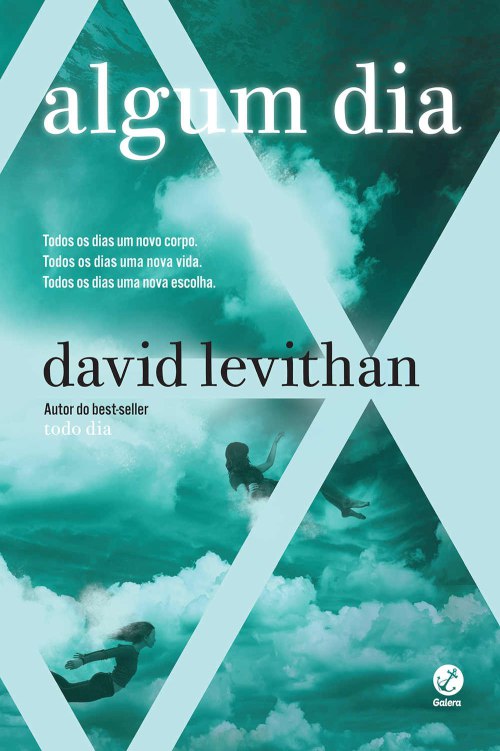 algum dia
Todos os dias um novo corpo.
Todos os dias uma nova vida.
Todos os dias uma nova escolha.
david levithan
Autor do best-seller
todo dia
Galera